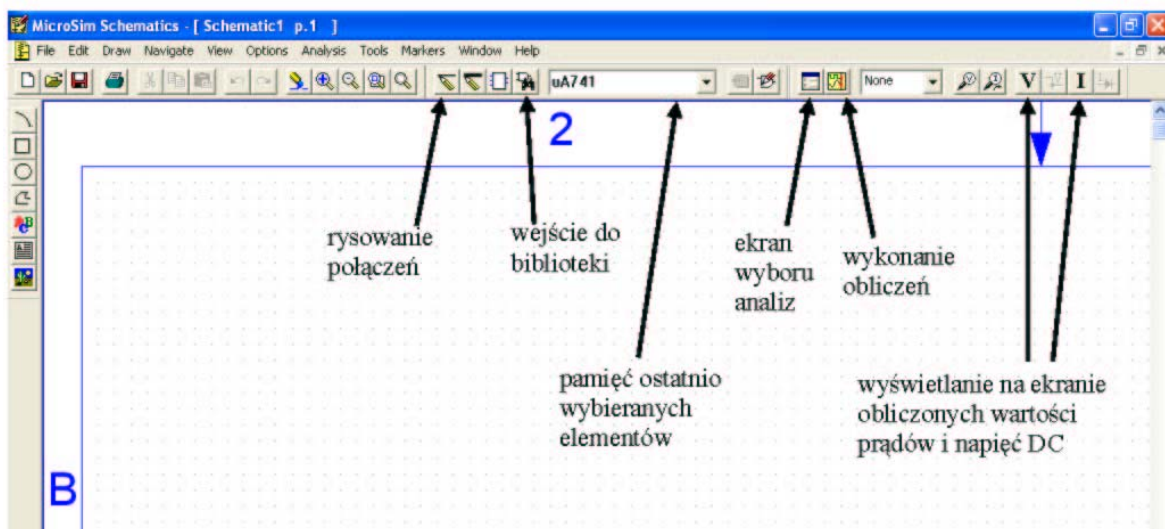 MicroSim Schematics - [ Schematic1 p.1 ]
File Edit Draw Navigate View Options Analysis Tools Markers Window Help
uA741 None V I
2
rysowanie
połączeń
wejście do
biblioteki
ekran
wyboru
analiz
wykonanie
obliczeń
pamięć ostatnio
wybieranych
elementów
wyświetlanie na ekranie
obliczonych wartości
prądów i napięć DC
B